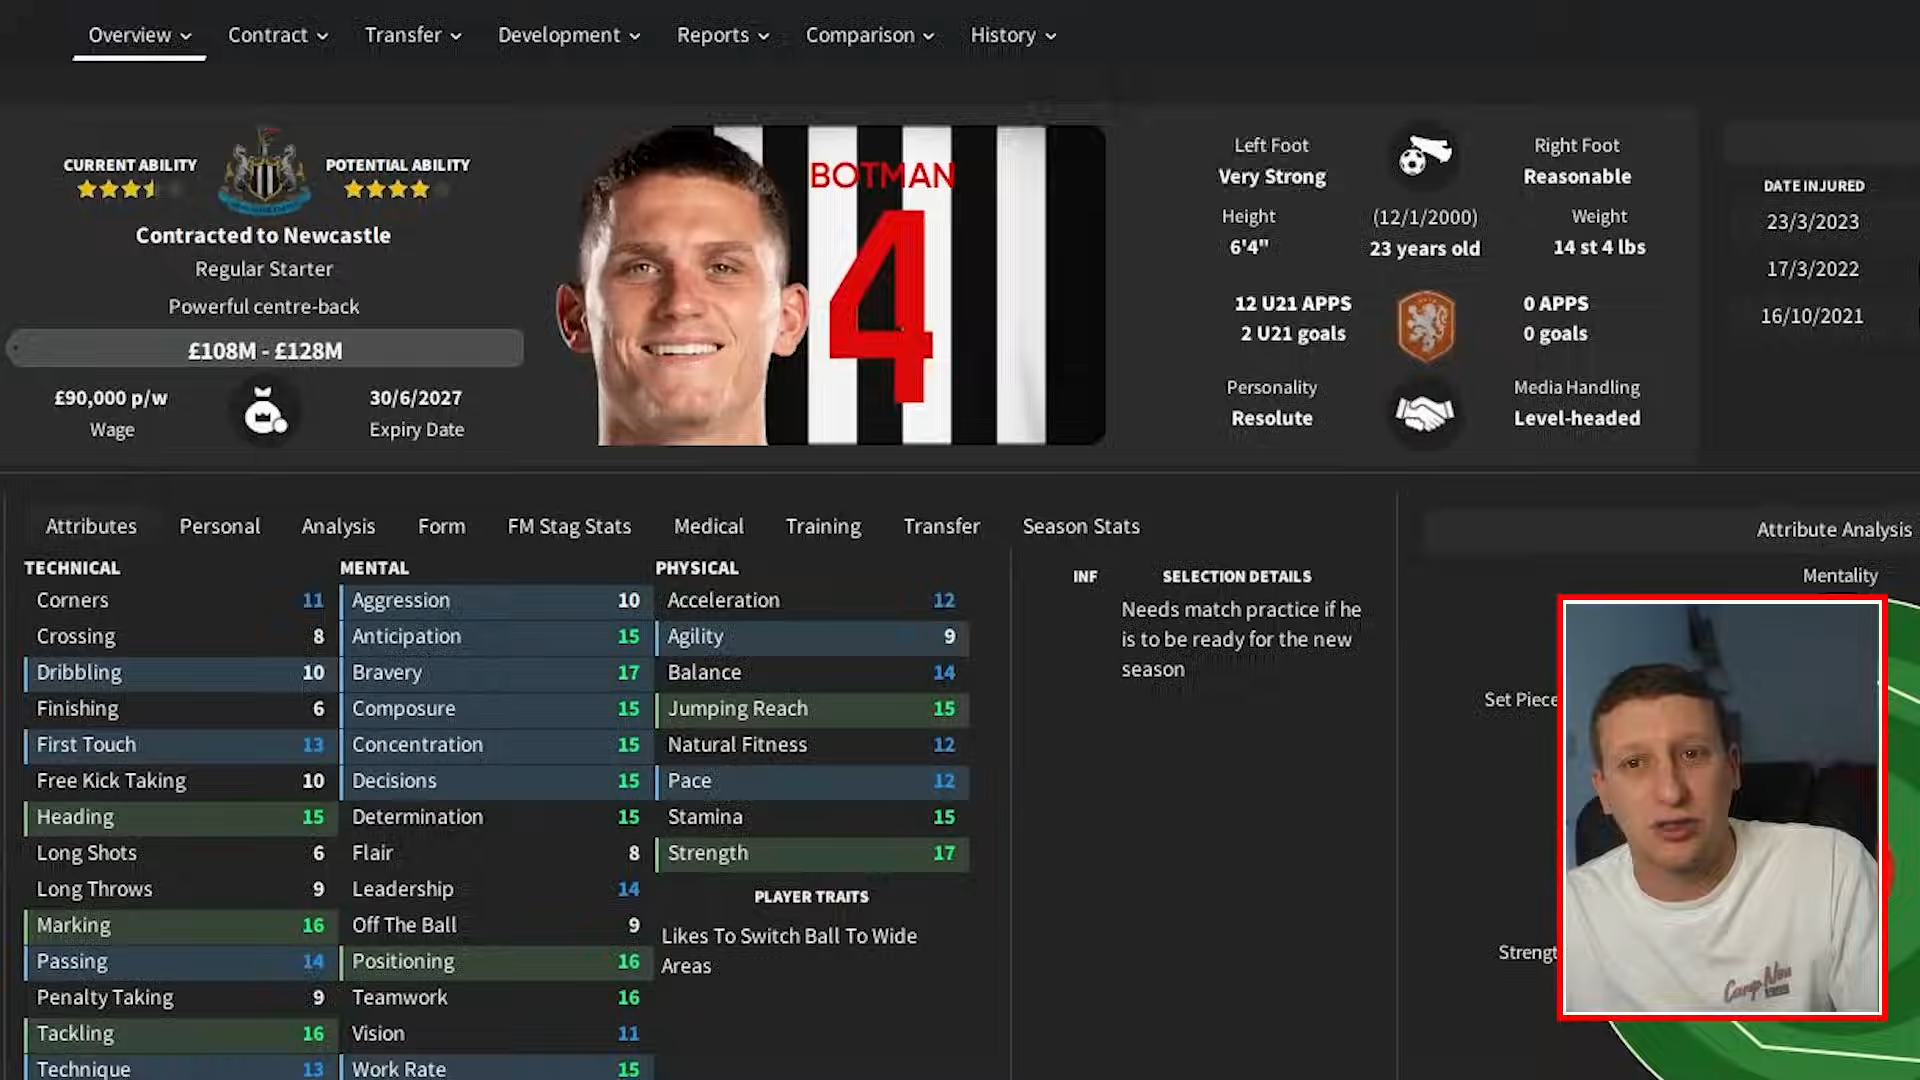 Overview Contract Transfer Development Reports Comparison History
CURRENT ABILITY
POTENTIAL ABILITY
Contracted to Newcastle
Regular Starter
Powerful centre-back
£108M - £128M
£90,000 p/w
Wage
30/6/2027
Expiry Date
BOTMAN
4
Left Foot
Very Strong
Right Foot
Reasonable
Height
6'4"
(12/1/2000)
23 years old
Weight
14 st 4 lbs
12 U21 APPS
2 U21 goals
0 APPS
0 goals
Personality
Resolute
Media Handling
Level-headed
DATE INJURED
23/3/2023
17/3/2022
16/10/2021
Attributes Personal Analysis Form FM Stag Stats Medical Training Transfer Season Stats
TECHNICAL
Corners 11
Crossing 8
Dribbling 10
Finishing 6
First Touch 13
Free Kick Taking 10
Heading 15
Long Shots 6
Long Throws 9
Marking 16
Passing 14
Penalty Taking 9
Tackling 16
Technique 13
MENTAL
Aggression 10
Anticipation 15
Bravery 17
Composure 15
Concentration 15
Decisions 15
Determination 15
Flair 8
Leadership 14
Off The Ball 9
Positioning 16
Teamwork 16
Vision 11
Work Rate 15
PHYSICAL
Acceleration 12
Agility 9
Balance 14
Jumping Reach 15
Natural Fitness 12
Pace 12
Stamina 15
Strength 17
PLAYER TRAITS
Likes To Switch Ball To Wide
Areas
INF SELECTION DETAILS
Needs match practice if he
is to be ready for the new
season
Attribute Analysis
Mentality
Set Piece
Strengt
Camp Nou